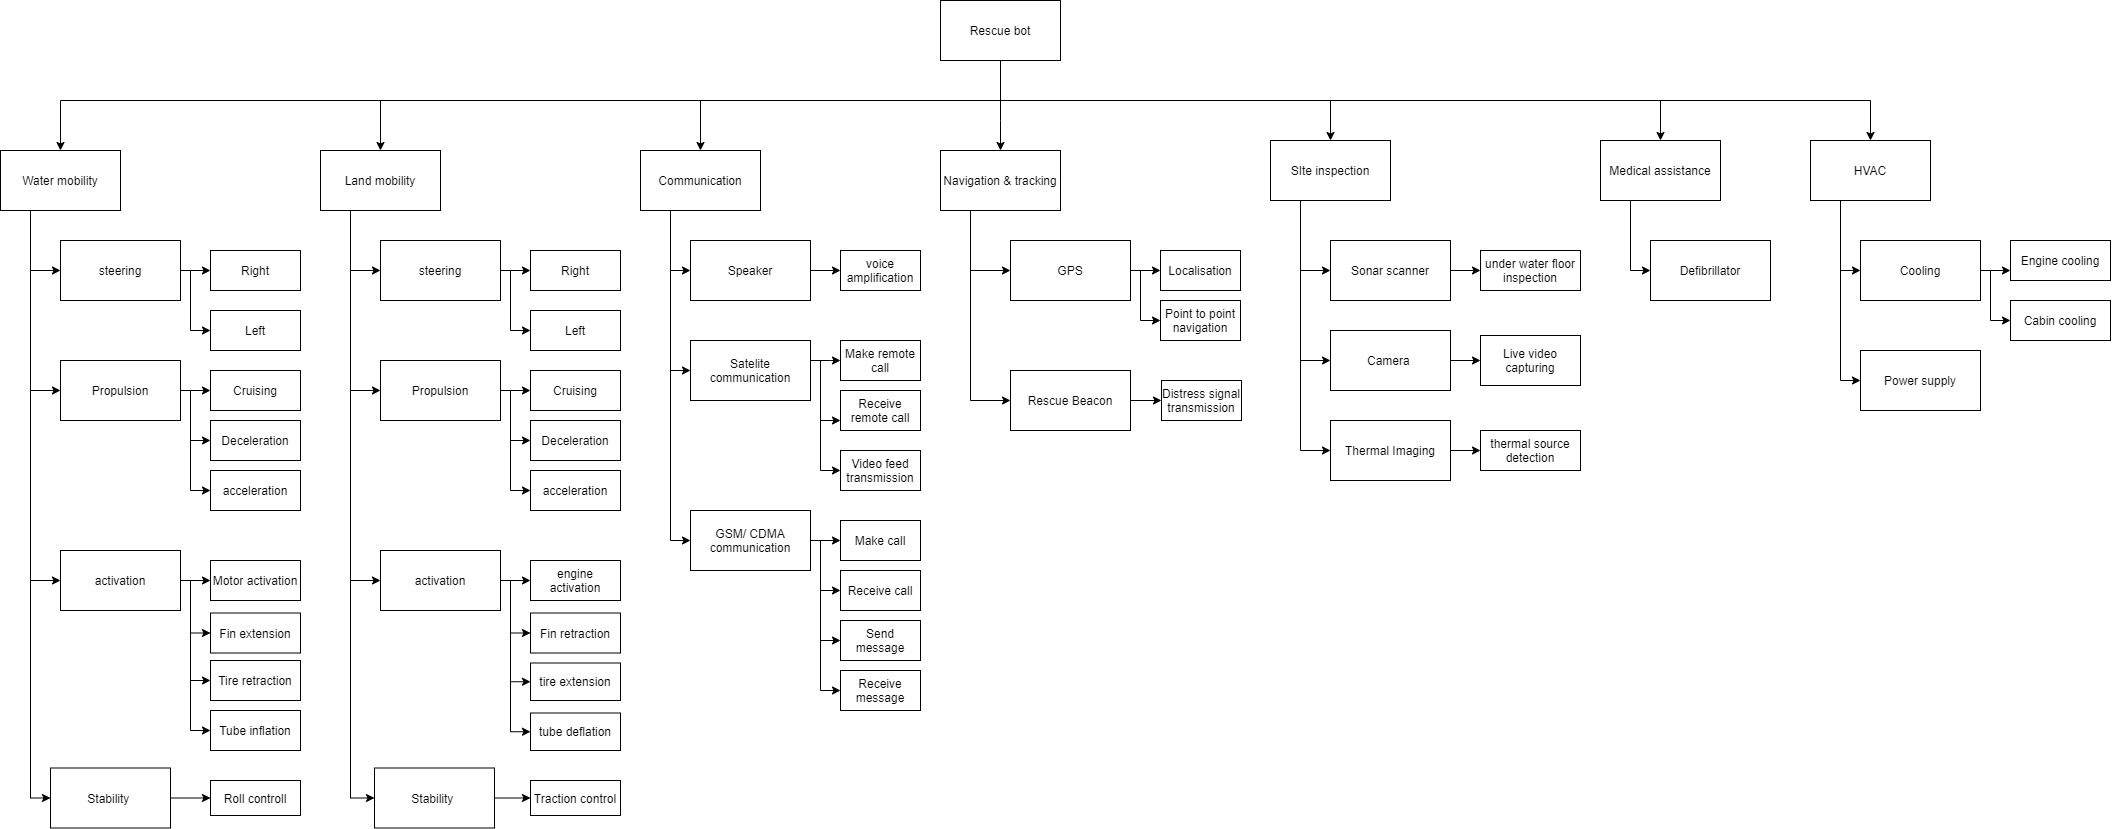 Rescue bot
Water mobility
Land mobility
Communication
Navigation & tracking
SIte inspection
Medical assistance
HVAC
steering
Right
Left
Propulsion
Cruising
Deceleration
acceleration
activation
Motor activation
Fin extension
Tire retraction
Tube inflation
Stability
Roll controll
steering
Right
Left
Propulsion
Cruising
Deceleration
acceleration
activation
engine
activation
Fin retraction
tire extension
tube deflation
Stability
Traction control
Speaker
voice
amplification
Satelite
communication
Make remote
call
Receive
remote call
Video feed
transmission
GSM/ CDMA
communication
Make call
Receive call
Send
message
Receive
message
GPS
Localisation
Point to point
navigation
Rescue Beacon
Distress signal
transmission
Sonar scanner
under water floor
inspection
Camera
Live video
capturing
Thermal Imaging
thermal source
detection
Defibrillator
Cooling
Engine cooling
Cabin cooling
Power supply